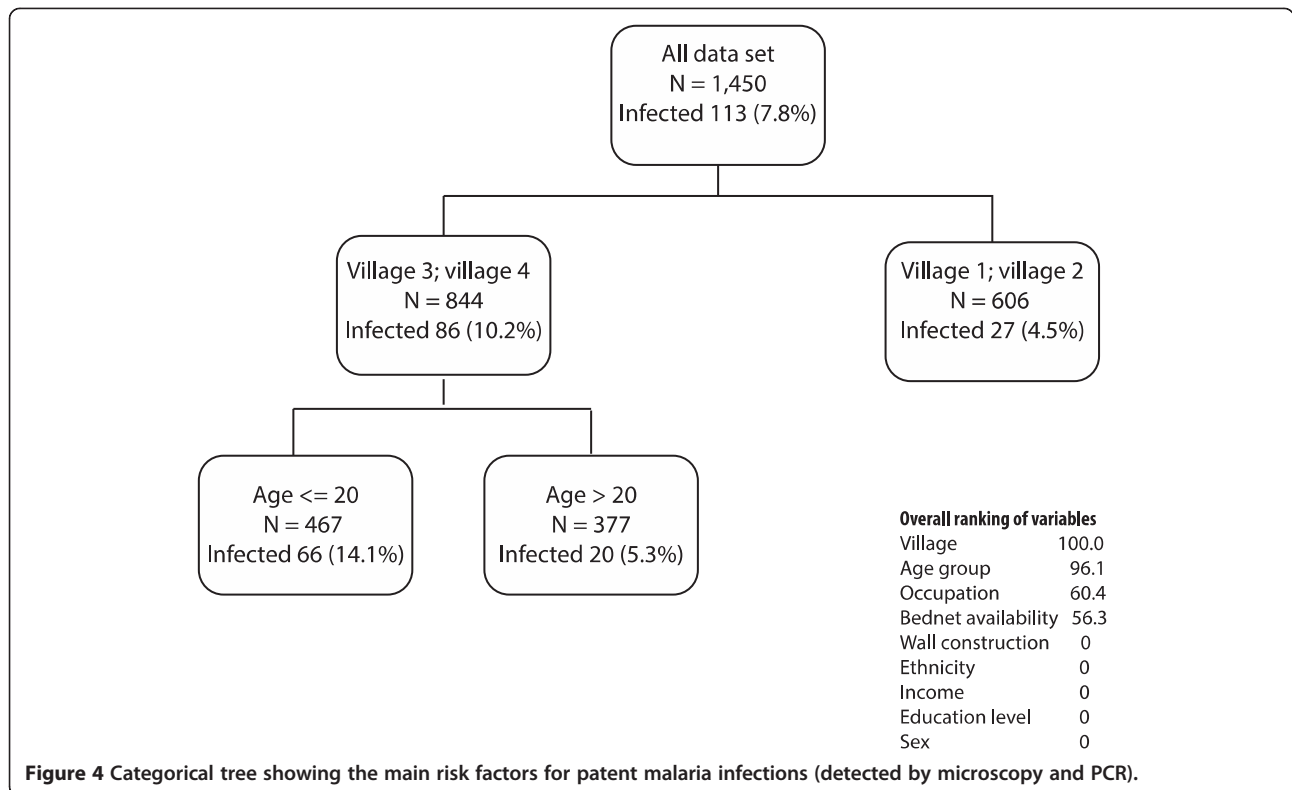 All data set
N = 1,450
Infected 113 (7.8%)
Village 3; village 4
N = 844
Infected 86 (10.2%)
Village 1; village 2
N = 606
Infected 27 (4.5%)
Age <= 20
N = 467
Infected 66 (14.1%)
Age > 20
N = 377
Infected 20 (5.3%)
Overall ranking of variables
Village 100.0
Age group 96.1
Occupation 60.4
Bednet availability 56.3
Wall construction 0
Ethnicity 0
Income 0
Education level 0
Sex 0
Figure 4 Categorical tree showing the main risk factors for patent malaria infections (detected by microscopy and PCR).